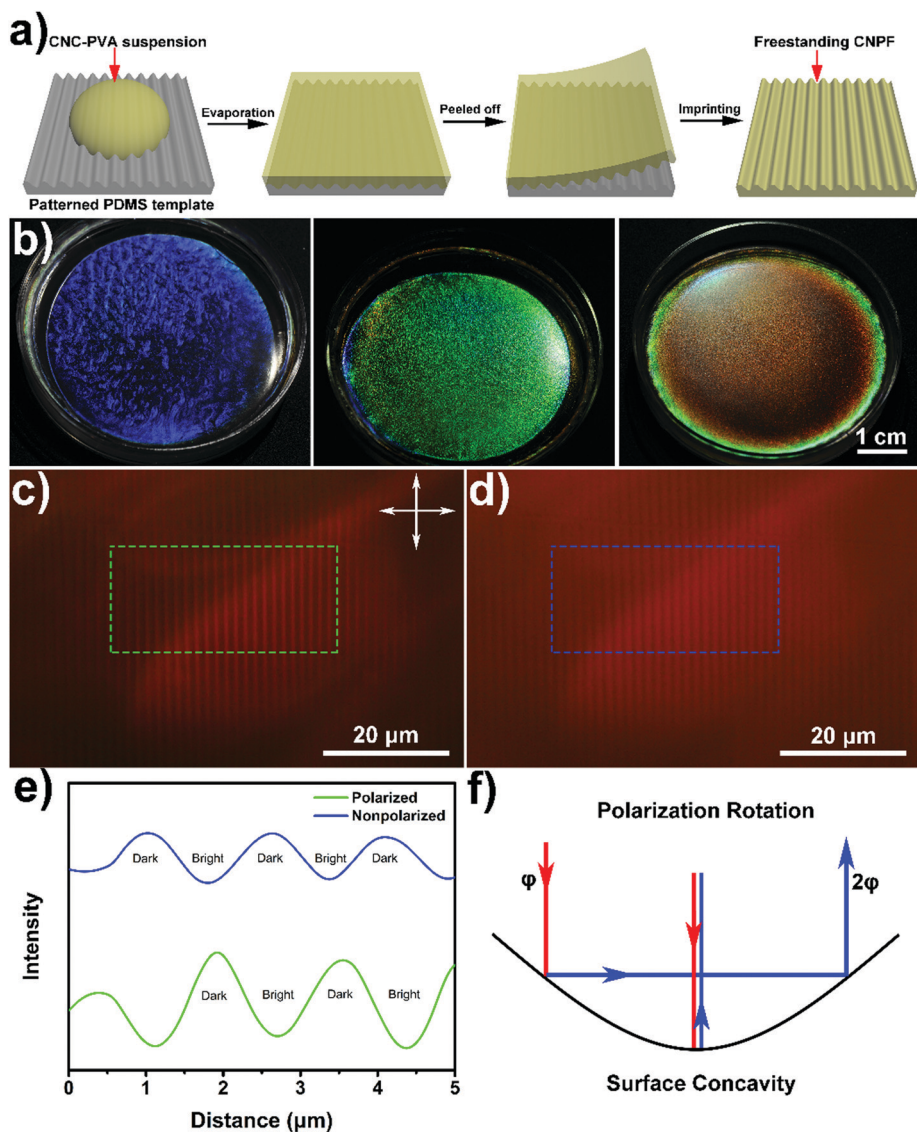 a)
CNC-PVA suspension
Freestanding CNPF
Evaporation
Peeled off
Imprinting
Patterned PDMS template
b)
1 cm
c)
20 μm
d)
20 μm
e)
Polarized
Nonpolarized
Dark
Bright
Dark
Bright
Dark
Dark
Bright
Dark
Bright
Intensity
0
1
2
3
4
5
Distance (μm)
f)
Polarization Rotation
φ
2φ
Surface Concavity